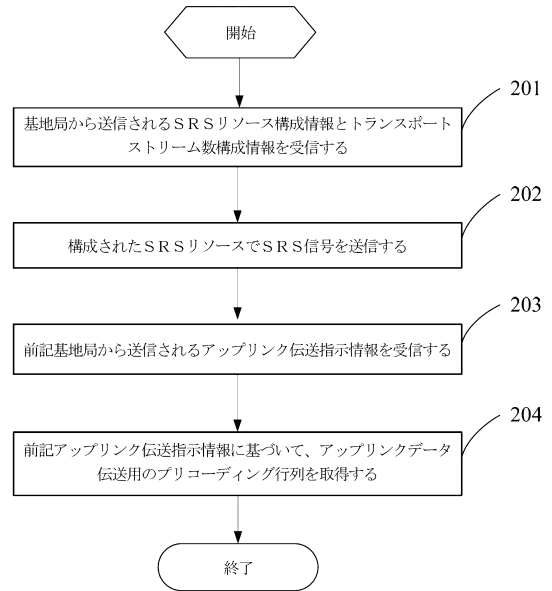 開始
基地局から送信されるＳＲＳリソース構成情報とトランスポート
ストリーム数構成情報を受信する
201
構成されたＳＲＳリソースでＳＲＳ信号を送信する
202
前記基地局から送信されるアップリンク伝送指示情報を受信する
203
前記アップリンク伝送指示情報に基づいて、アップリンクデータ
伝送用のプリコーディング行列を取得する
204
終了